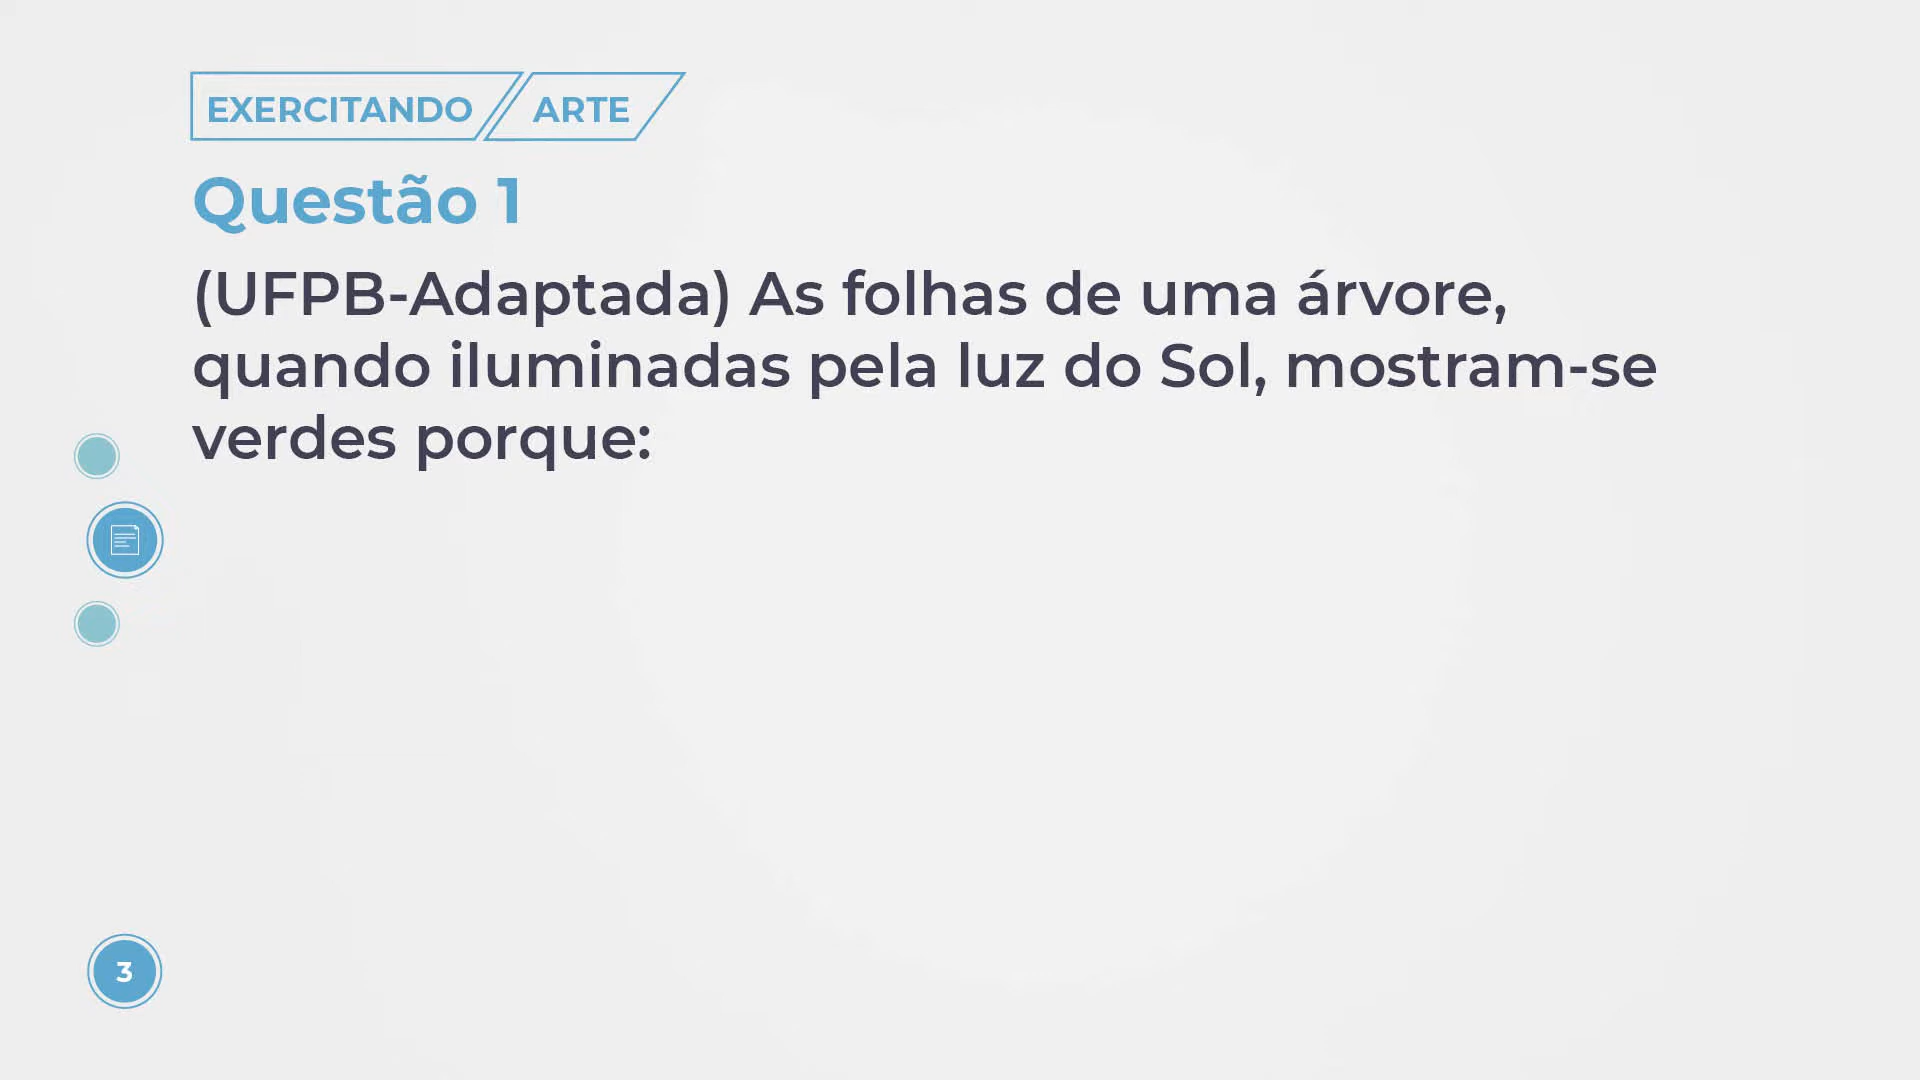 EXERCITANDO ARTE
Questão 1
(UFPB-Adaptada) As folhas de uma árvore,
quando iluminadas pela luz do Sol, mostram-se
verdes porque:
3